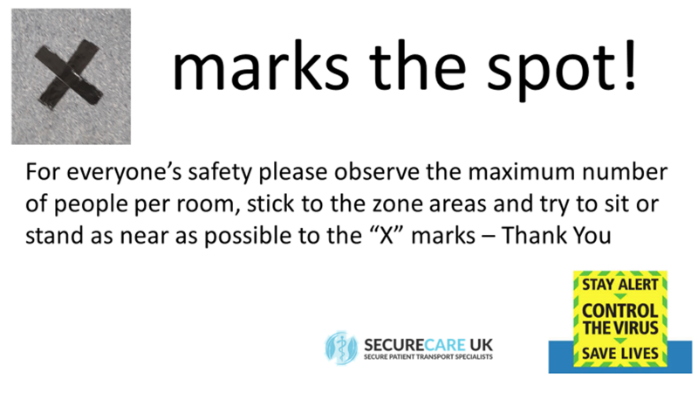 marks the spot!
For everyone’s safety please observe the maximum number
of people per room, stick to the zone areas and try to sit or
stand as near as possible to the “X” marks – Thank You
STAY ALERT
CONTROL
THE VIRUS
SAVE LIVES
SECURECARE UK
SECURE PATIENT TRANSPORT SPECIALISTS